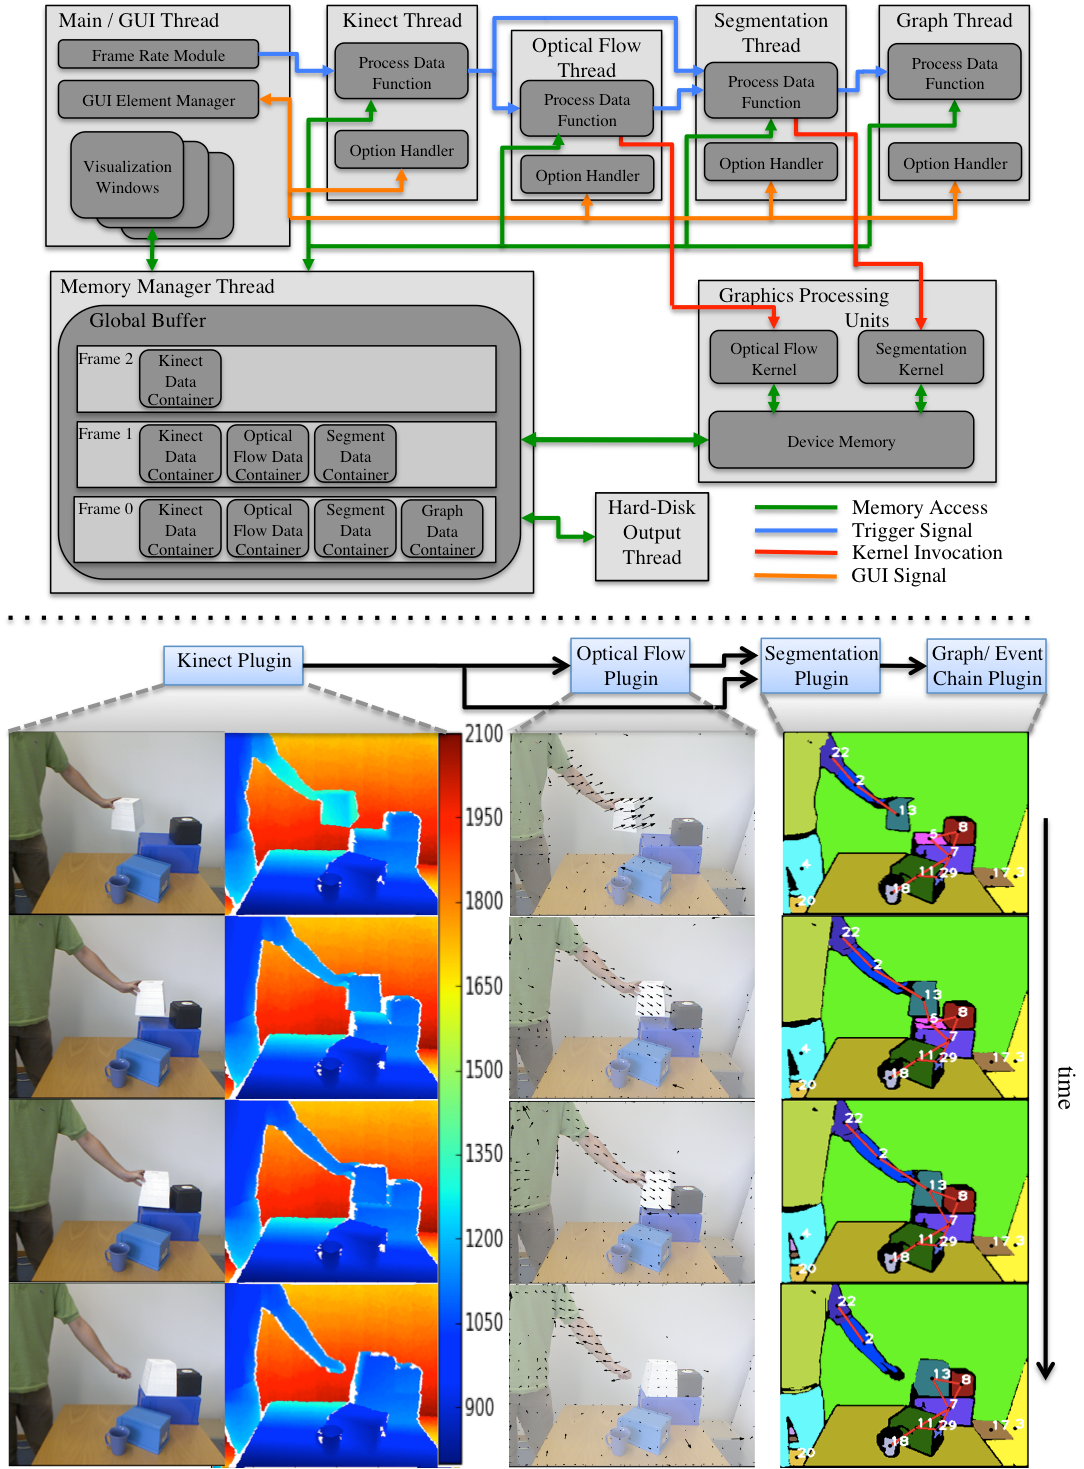 Main / GUI Thread
Frame Rate Module
GUI Element Manager
Visualization
Windows
Kinect Thread
Process Data
Function
Option Handler
Optical Flow
Thread
Process Data
Function
Option Handler
Segmentation
Thread
Process Data
Function
Option Handler
Graph Thread
Process Data
Function
Option Handler
Memory Manager Thread
Global Buffer
Frame 2
Kinect
Data
Container
Frame 1
Kinect
Data
Container
Optical
Flow Data
Container
Segment
Data
Container
Frame 0
Kinect
Data
Container
Optical
Flow Data
Container
Segment
Data
Container
Graph
Data
Container
Graphics Processing
Units
Optical Flow
Kernel
Segmentation
Kernel
Device Memory
Hard-Disk
Output
Thread
Memory Access
Trigger Signal
Kernel Invocation
GUI Signal
Kinect Plugin
Optical Flow
Plugin
Segmentation
Plugin
Graph/ Event
Chain Plugin
2100
1950
1800
1650
1500
1350
1200
1050
900
22
2
13
5
8
7
4
11
29
17
3
18
20
22
2
13
5
8
7
4
11
29
17
3
18
20
22
2
13
8
7
4
11
29
17
3
18
20
22
2
13
8
7
4
11
29
17
3
18
20
time